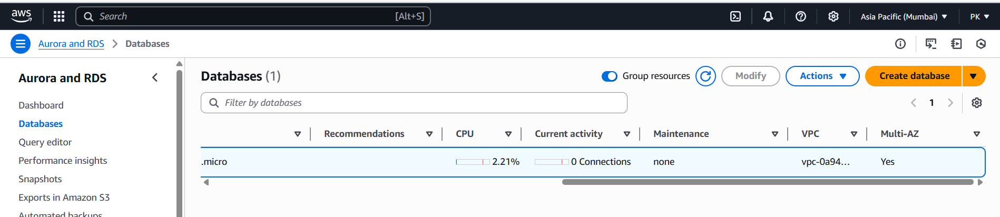 aws Search [Alt+S] Asia Pacific (Mumbai) PK
Aurora and RDS > Databases
Aurora and RDS
Dashboard
Databases
Query editor
Performance insights
Snapshots
Exports in Amazon S3
Automated backups
Databases (1) Group resources Modify Actions Create database
Filter by databases 1
Recommendations CPU Current activity Maintenance VPC Multi-AZ
.micro 2.21% 0 Connections none vpc-0a94... Yes